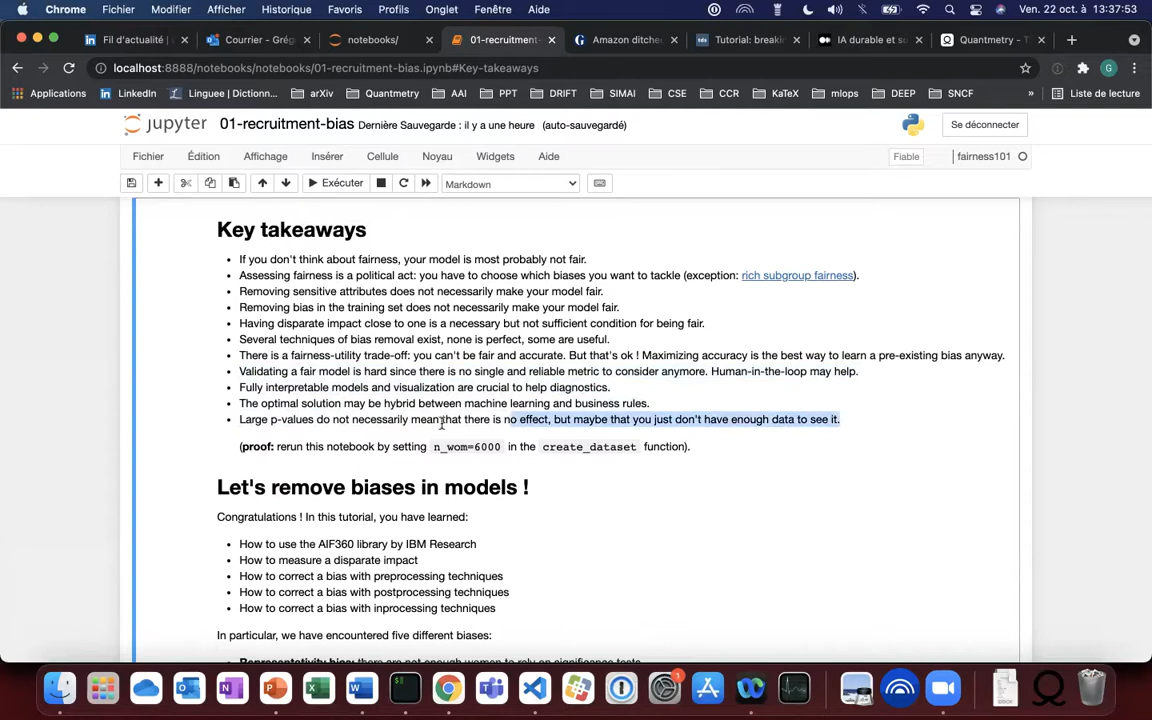 Chrome Fichier Modifier Afficher Historique Favoris Profils Onglet Fenêtre Aide Ven. 22 oct. à 13:37:53
Fil d'actualité | Courrier - Grég notebooks/ 01-recruitment- Amazon ditche Tutorial: breaki IA durable et so Quantmetry - T
localhost:8888/notebooks/notebooks/01-recruitment-bias.ipynb#Key-takeaways
Applications LinkedIn Linguee | Dictionn... arXiv Quantmetry AAI PPT DRIFT SIMAI CSE CCR KaTeX mlops DEEP SNCF » Liste de lecture
jupyter 01-recruitment-bias Dernière Sauvegarde : il y a une heure (auto-sauvegardé) Se déconnecter
Fichier Édition Affichage Insérer Cellule Noyau Widgets Aide Fiable fairness101
Exécuter Markdown
Key takeaways
If you don't think about fairness, your model is most probably not fair.
Assessing fairness is a political act: you have to choose which biases you want to tackle (exception: rich subgroup fairness).
Removing sensitive attributes does not necessarily make your model fair.
Removing bias in the training set does not necessarily make your model fair.
Having disparate impact close to one is a necessary but not sufficient condition for being fair.
Several techniques of bias removal exist, none is perfect, some are useful.
There is a fairness-utility trade-off: you can't be fair and accurate. But that's ok ! Maximizing accuracy is the best way to learn a pre-existing bias anyway.
Validating a fair model is hard since there is no single and reliable metric to consider anymore. Human-in-the-loop may help.
Fully interpretable models and visualization are crucial to help diagnostics.
The optimal solution may be hybrid between machine learning and business rules.
Large p-values do not necessarily mean that there is no effect, but maybe that you just don't have enough data to see it.
(proof: rerun this notebook by setting n_wom=6000 in the create_dataset function).
Let's remove biases in models !
Congratulations ! In this tutorial, you have learned:
How to use the AIF360 library by IBM Research
How to measure a disparate impact
How to correct a bias with preprocessing techniques
How to correct a bias with postprocessing techniques
How to correct a bias with inprocessing techniques
In particular, we have encountered five different biases:
Representativity bias: there are not enough women to rely on significance tests